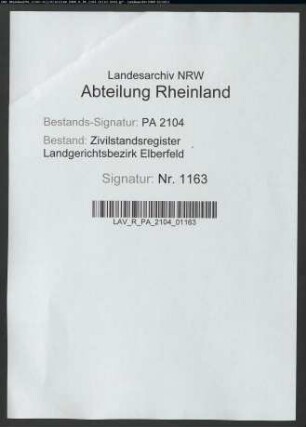 Landesarchiv NRW
Abteilung Rheinland
Bestands-Signatur: PA 2104
Bestand: Zivilstandsregister
Landgerichtsbezirk Elberfeld
Signatur: Nr. 1163
LAV_R_PA_2104_01163